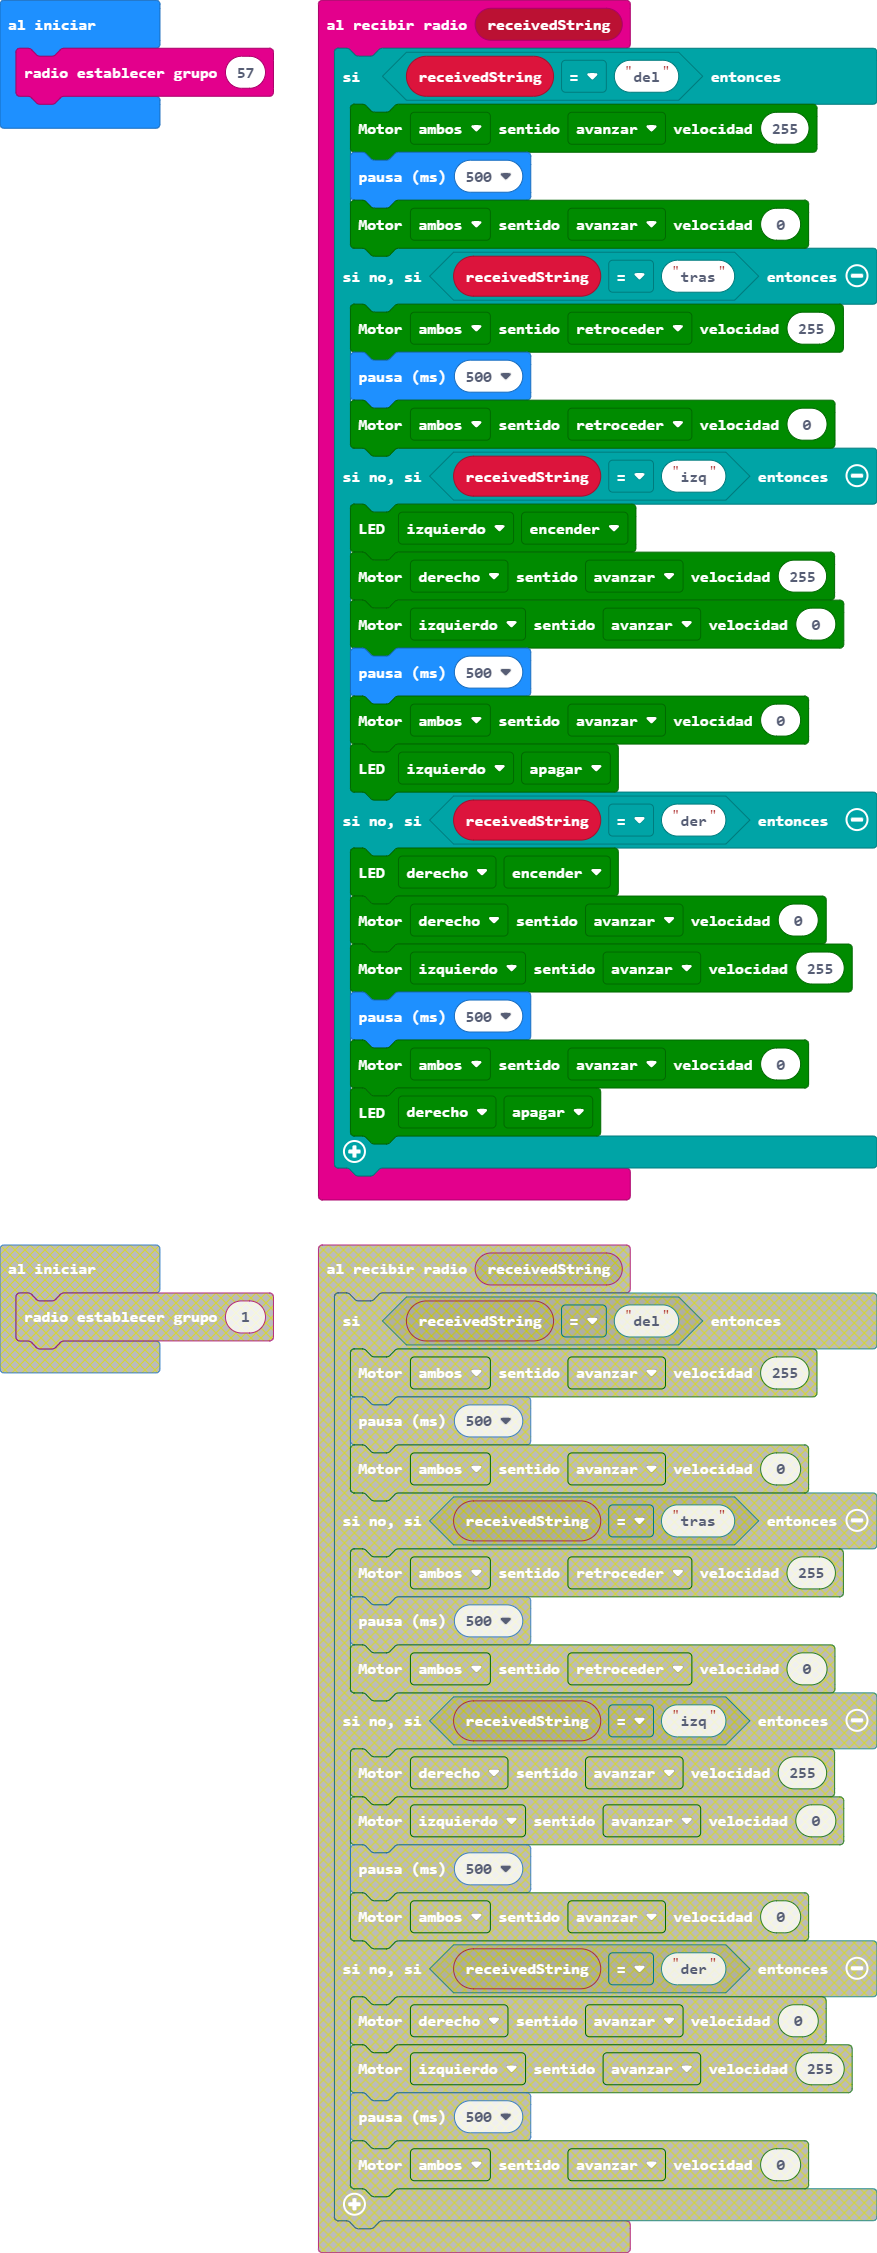 al iniciar
radio establecer grupo 57
al recibir radio receivedString
si receivedString = "del" entonces
Motor ambos sentido avanzar velocidad 255
pausa (ms) 500
Motor ambos sentido avanzar velocidad 0
si no, si receivedString = "tras" entonces
Motor ambos sentido retroceder velocidad 255
pausa (ms) 500
Motor ambos sentido retroceder velocidad 0
si no, si receivedString = "izq" entonces
LED izquierdo encender
Motor derecho sentido avanzar velocidad 255
Motor izquierdo sentido avanzar velocidad 0
pausa (ms) 500
Motor ambos sentido avanzar velocidad 0
LED izquierdo apagar
si no, si receivedString = "der" entonces
LED derecho encender
Motor derecho sentido avanzar velocidad 0
Motor izquierdo sentido avanzar velocidad 255
pausa (ms) 500
Motor ambos sentido avanzar velocidad 0
LED derecho apagar
al iniciar
radio establecer grupo 1
al recibir radio receivedString
si receivedString = "del" entonces
Motor ambos sentido avanzar velocidad 255
pausa (ms) 500
Motor ambos sentido avanzar velocidad 0
si no, si receivedString = "tras" entonces
Motor ambos sentido retroceder velocidad 255
pausa (ms) 500
Motor ambos sentido retroceder velocidad 0
si no, si receivedString = "izq" entonces
Motor derecho sentido avanzar velocidad 255
Motor izquierdo sentido avanzar velocidad 0
pausa (ms) 500
Motor ambos sentido avanzar velocidad 0
si no, si receivedString = "der" entonces
Motor derecho sentido avanzar velocidad 0
Motor izquierdo sentido avanzar velocidad 255
pausa (ms) 500
Motor ambos sentido avanzar velocidad 0